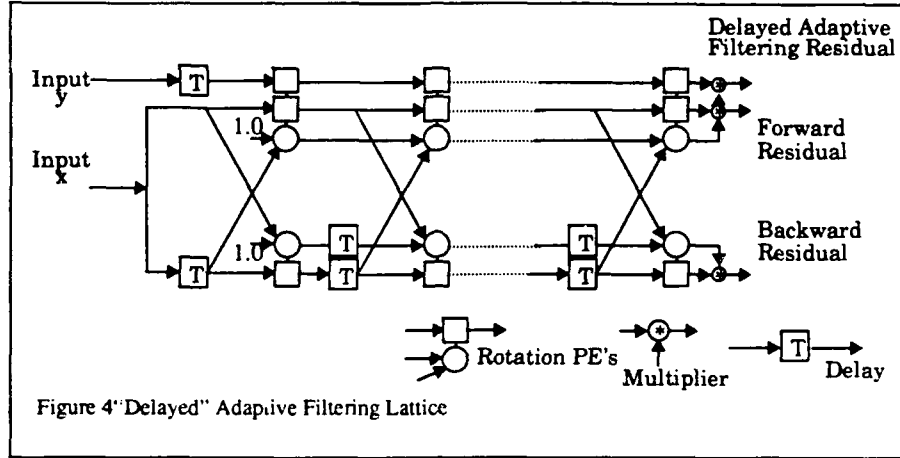 Delayed Adaptive
Filtering Residual
Input
y
T
1.0
Forward
Residual
Input
x
Backward
Residual
1.0
T
T
T
T
T
Rotation PE's
*
Multiplier
T
Delay
Figure 4"Delayed" Adaptive Filtering Lattice